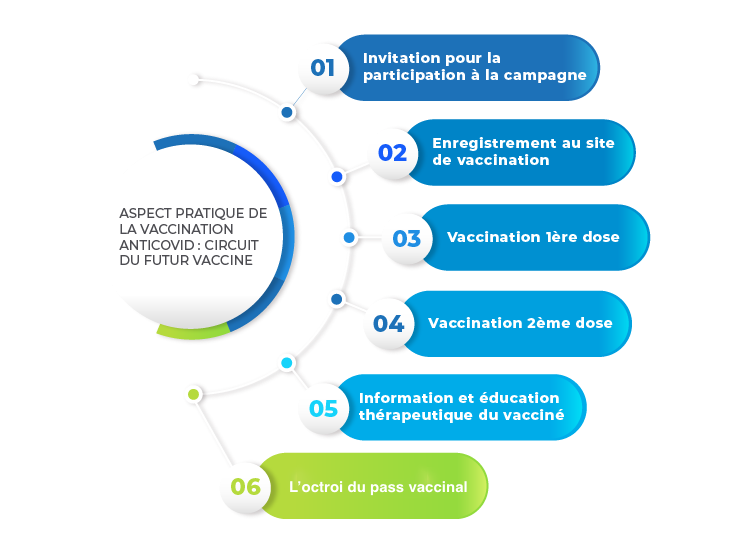 ASPECT PRATIQUE DE
LA VACCINATION
ANTICOVID : CIRCUIT
DU FUTUR VACCINE
01
Invitation pour la
participation à la campagne
02
Enregistrement au site
de vaccination
03
Vaccination 1ère dose
04
Vaccination 2ème dose
05
Information et éducation
thérapeutique du vacciné
06
L'octroi du pass vaccinal